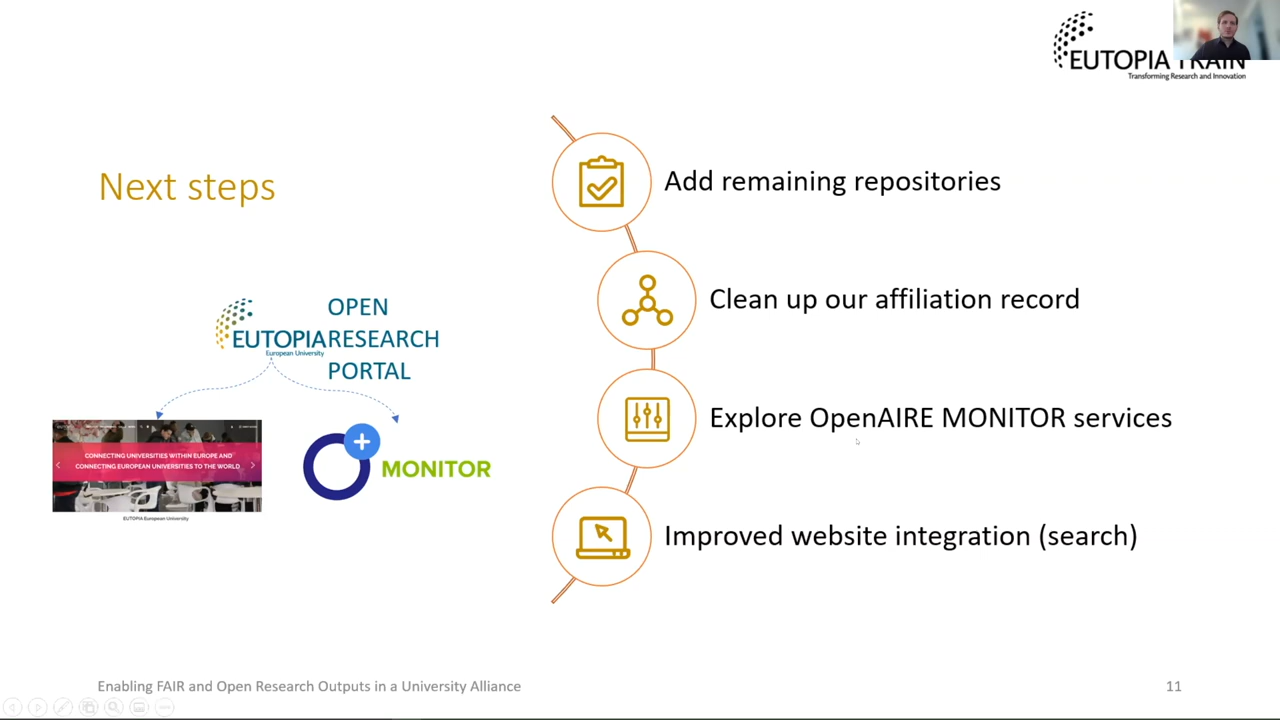 EUTOPIA TRAIN
Transforming Research and Innovation
Next steps
Add remaining repositories
Clean up our affiliation record
Explore OpenAIRE MONITOR services
Improved website integration (search)
EUTOPIA
European University
OPEN
RESEARCH
PORTAL
CONNECTING UNIVERSITIES WITHIN EUROPE AND
CONNECTING EUROPEAN UNIVERSITIES TO THE WORLD
EUTOPIA European University
MONITOR
Enabling FAIR and Open Research Outputs in a University Alliance
11